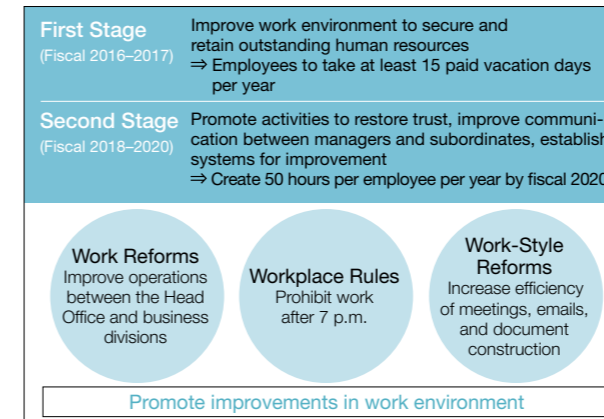 First Stage
(Fiscal 2016–2017)
Improve work environment to secure and
retain outstanding human resources
⇒ Employees to take at least 15 paid vacation days
per year
Second Stage
(Fiscal 2018–2020)
Promote activities to restore trust, improve communi-
cation between managers and subordinates, establish
systems for improvement
⇒ Create 50 hours per employee per year by fiscal 2020
Work Reforms
Improve operations
between the Head
Office and business
divisions
Workplace Rules
Prohibit work
after 7 p.m.
Work-Style
Reforms
Increase efficiency
of meetings, emails,
and document
construction
Promote improvements in work environment